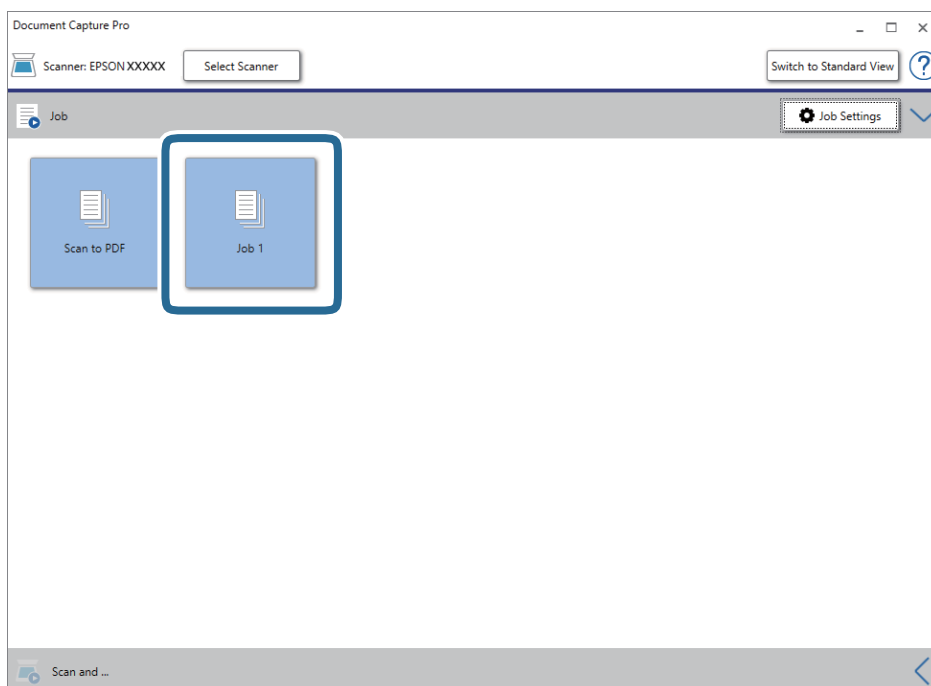 Document Capture Pro
Scanner: EPSON XXXXX
Select Scanner
Switch to Standard View
?
Job
Job Settings
Scan to PDF
Job 1
Scan and ...